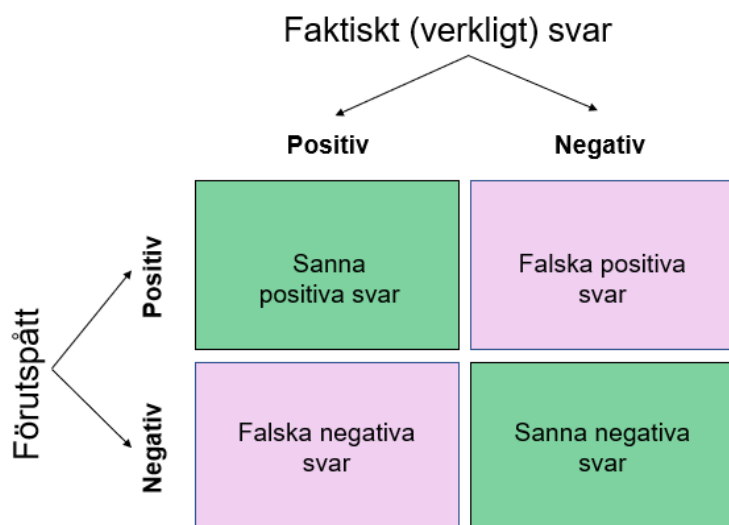 Faktiskt (verkligt) svar
Positiv
Negativ
Förutspått
Positiv
Sanna
positiva svar
Falska positiva
svar
Negativ
Falska negativa
svar
Sanna negativa
svar